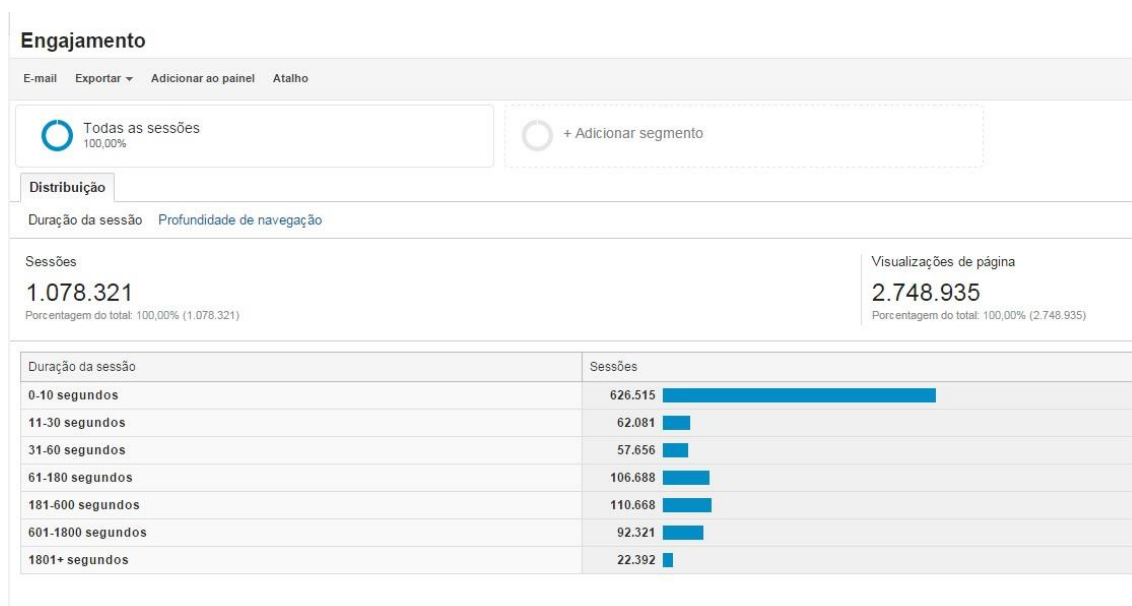 Engajamento
E-mail Exportar Adicionar ao painel Atalho
Todas as sessões
100,00%
+ Adicionar segmento
Distribuição
Duração da sessão Profundidade de navegação
Sessões
1.078.321
Porcentagem do total: 100,00% (1.078.321)
Visualizações de página
2.748.935
Porcentagem do total: 100,00% (2.748.935)
Duração da sessão Sessões
0-10 segundos 626.515
11-30 segundos 62.081
31-60 segundos 57.656
61-180 segundos 106.688
181-600 segundos 110.668
601-1800 segundos 92.321
1801+ segundos 22.392